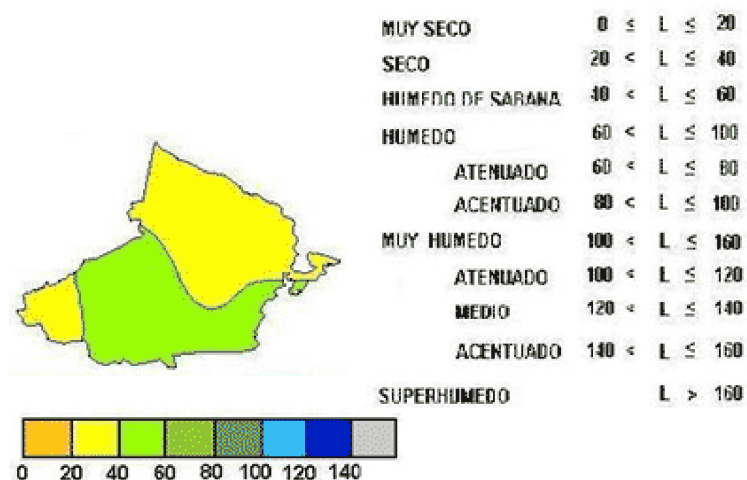 MUY SECO 0 ≤ L ≤ 20
SECO 20 < L ≤ 40
HUMEDO DE SABANA 40 < L ≤ 60
HUMEDO 60 < L ≤ 100
ATENUADO 60 < L ≤ 80
ACENTUADO 80 < L ≤ 100
MUY HUMEDO 100 < L ≤ 160
ATENUADO 100 < L ≤ 120
MEDIO 120 < L ≤ 140
ACENTUADO 140 < L ≤ 160
SUPERHUMEDO L > 160
0 20 40 60 80 100 120 140